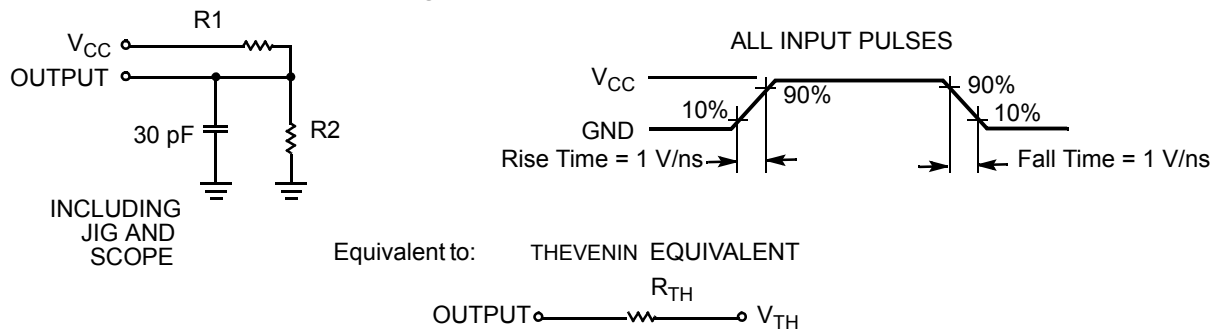 R1
V_CC
OUTPUT
30 pF
R2
INCLUDING
JIG AND
SCOPE
ALL INPUT PULSES
V_CC
GND
10%
90%
90%
10%
Rise Time = 1 V/ns
Fall Time = 1 V/ns
Equivalent to: THEVENIN EQUIVALENT
R_TH
OUTPUT
V_TH